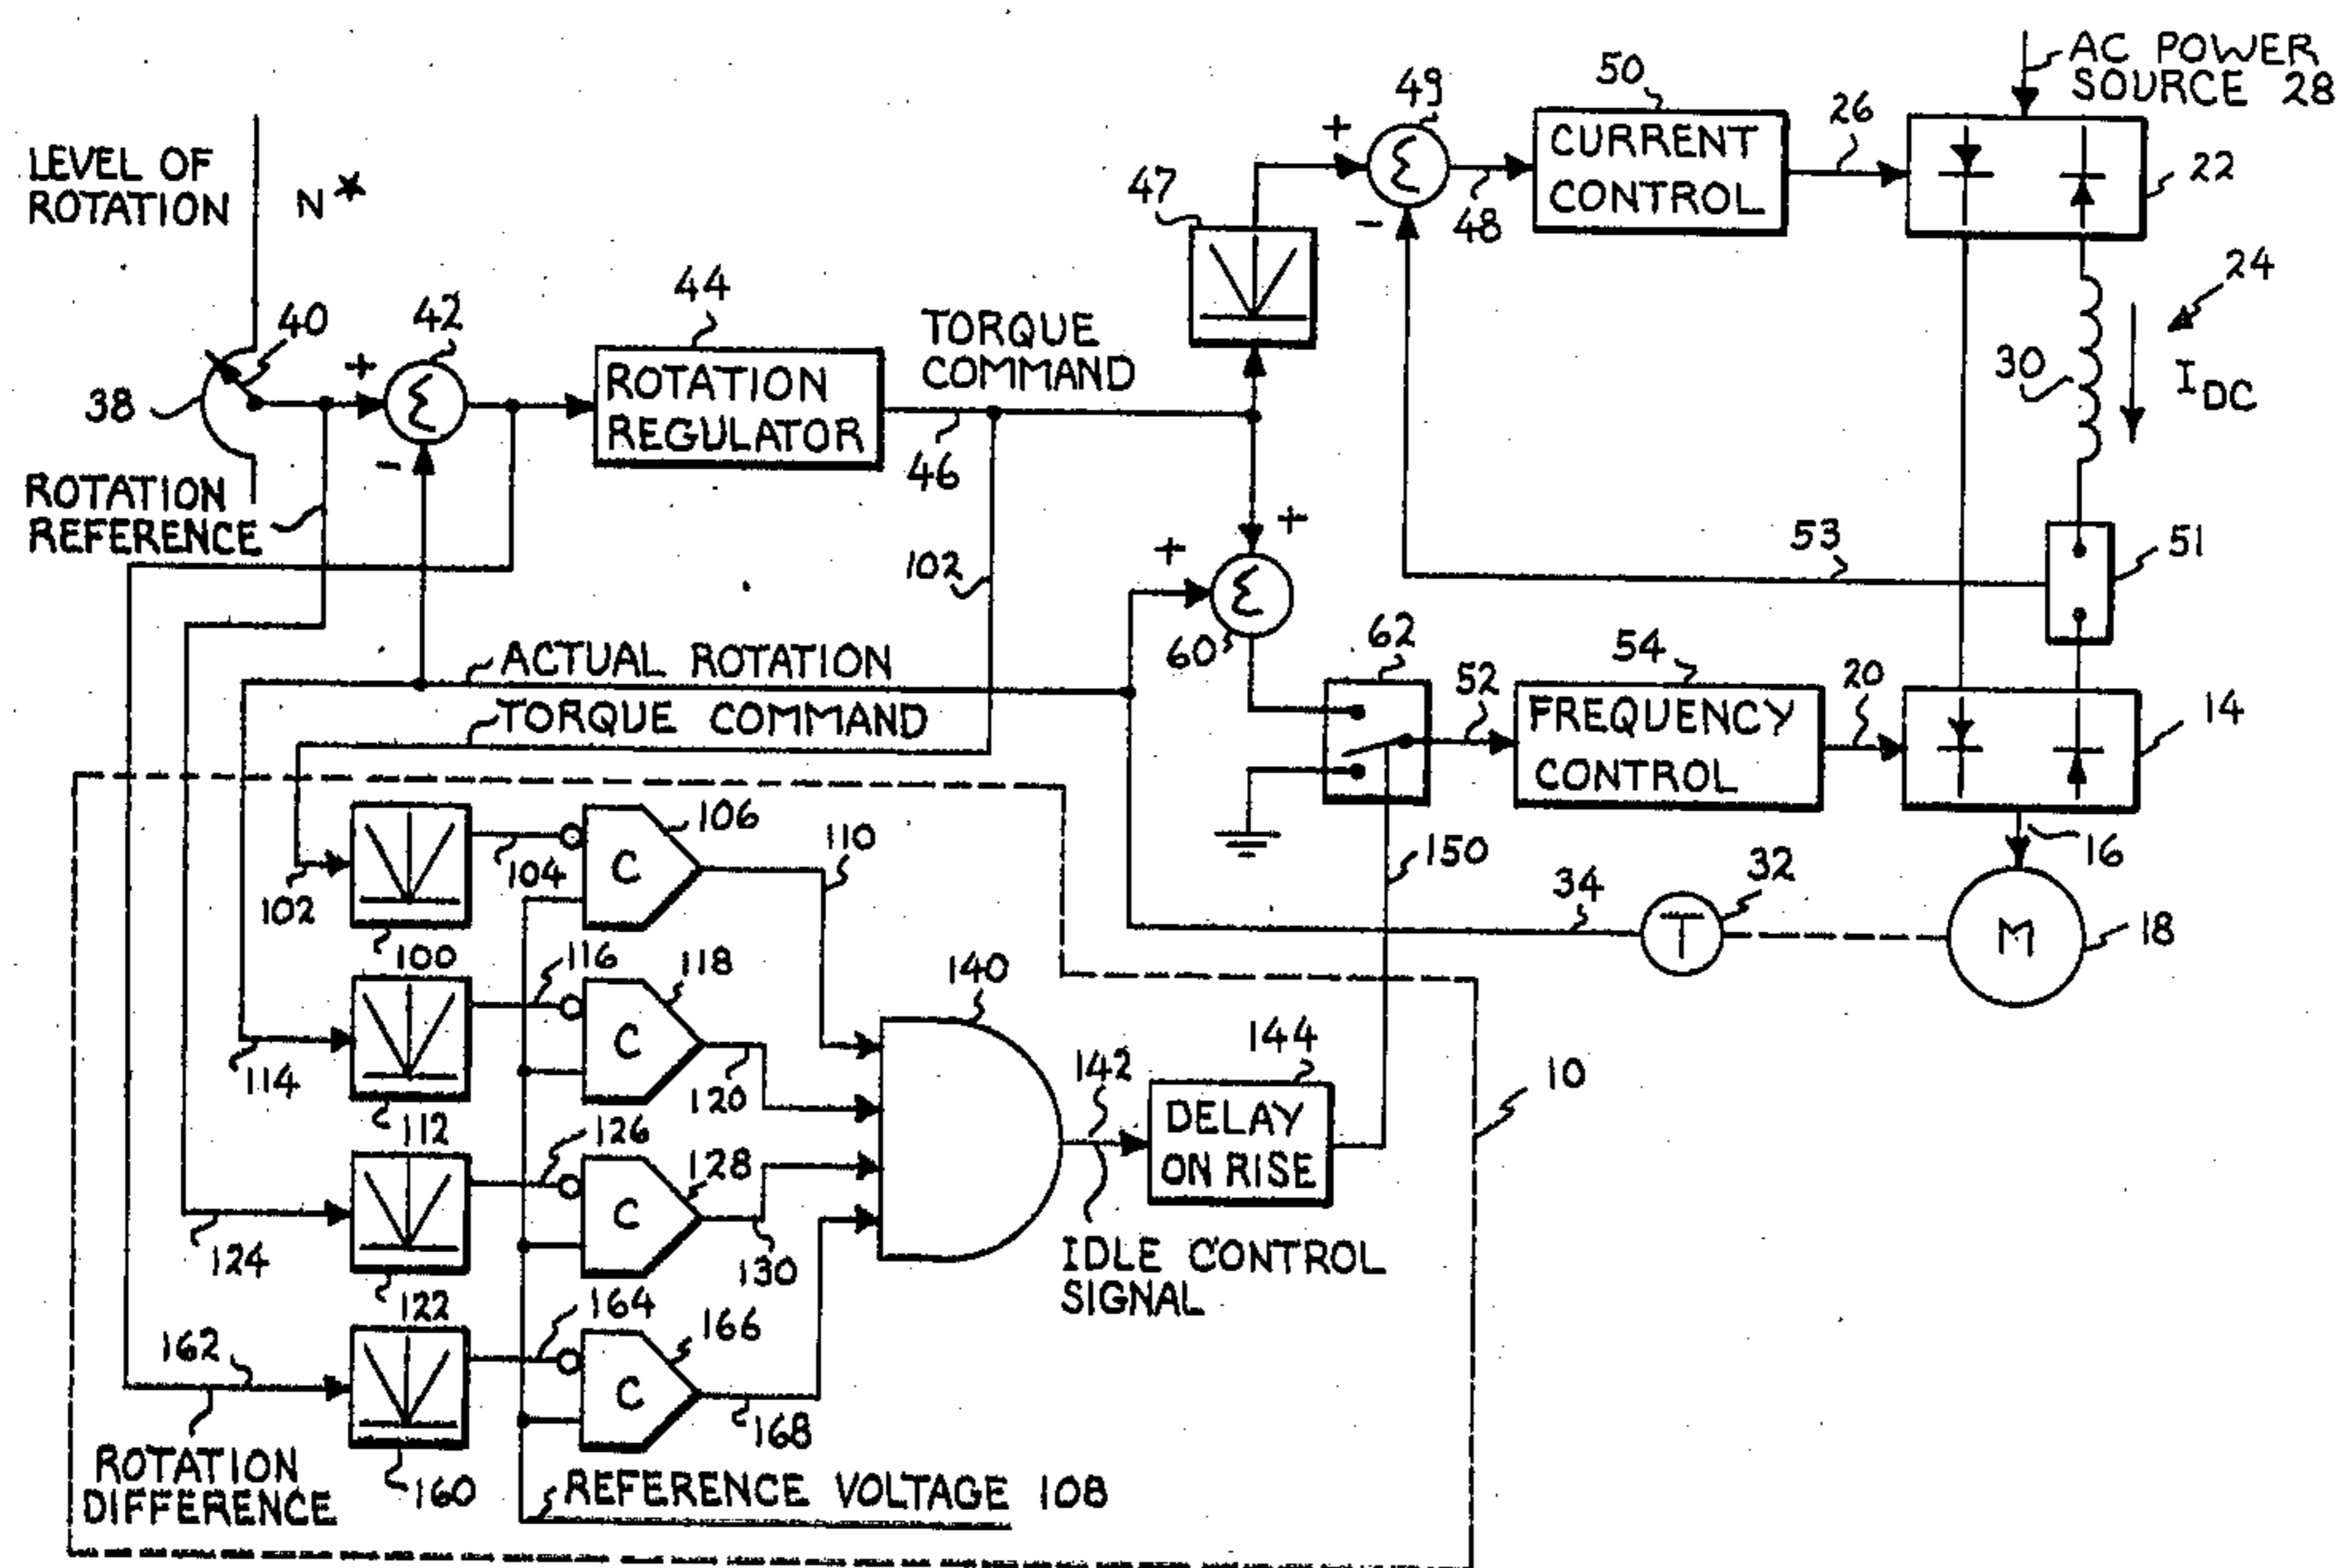 AC POWER
SOURCE 28
49
50
26
CURRENT
CONTROL
22
LEVEL OF
ROTATION
N*
47
+
Σ
-
48
24
44
42
40
TORQUE
COMMAND
30
I DC
38
+
Σ
-
ROTATION
REGULATOR
46
ROTATION
REFERENCE
+
+
Σ
60
102
53
51
62
54
52
20
14
ACTUAL ROTATION
TORQUE COMMAND
FREQUENCY
CONTROL
16
106
110
C
104
102
100
150
34
32
T
M
18
116
118
C
114
112
120
140
142
144
10
DELAY
ON RISE
126
128
C
124
122
130
IDLE CONTROL
SIGNAL
164
166
C
162
160
168
ROTATION
DIFFERENCE
REFERENCE VOLTAGE 108